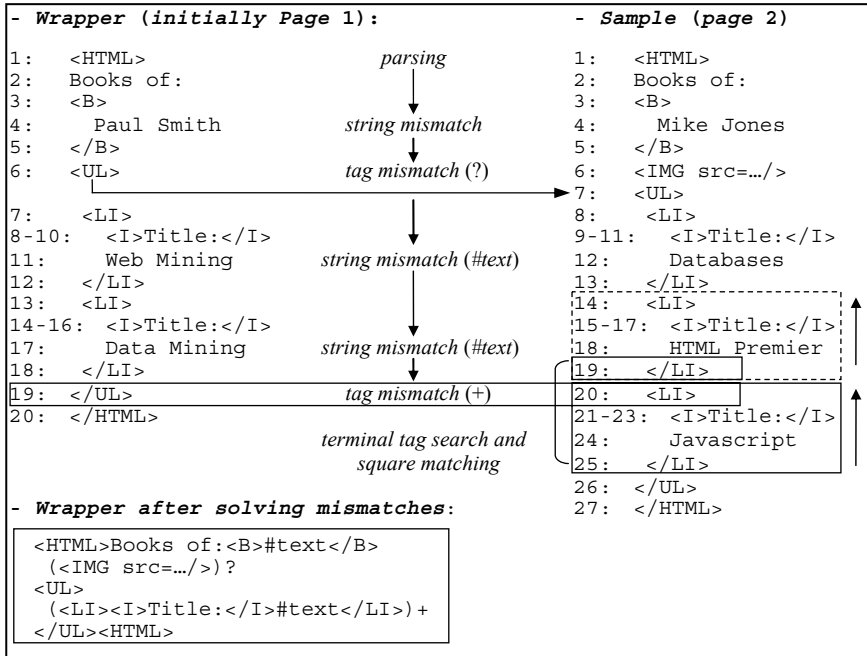 - Wrapper (initially Page 1):
1: <HTML>
2: Books of:
3: <B>
4: Paul Smith
5: </B>
6: <UL>
7: <LI>
8-10: <I>Title:</I>
11: Web Mining
12: </LI>
13: <LI>
14-16: <I>Title:</I>
17: Data Mining
18: </LI>
19: </UL>
20: </HTML>
parsing
string mismatch
tag mismatch (?)
string mismatch (#text)
string mismatch (#text)
tag mismatch (+)
terminal tag search and
square matching
- Sample (page 2)
1: <HTML>
2: Books of:
3: <B>
4: Mike Jones
5: </B>
6: <IMG src=…/>
7: <UL>
8: <LI>
9-11: <I>Title:</I>
12: Databases
13: </LI>
14: <LI>
15-17: <I>Title:</I>
18: HTML Premier
19: </LI>
20: <LI>
21-23: <I>Title:</I>
24: Javascript
25: </LI>
26: </UL>
27: </HTML>
- Wrapper after solving mismatches:
<HTML>Books of:<B>#text</B>
(<IMG src=…/>)?
<UL>
(<LI><I>Title:</I>#text</LI>)+
</UL><HTML>